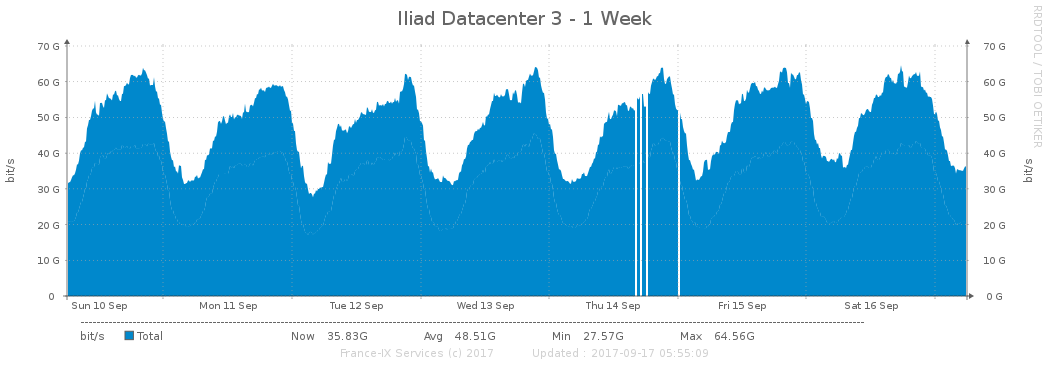 Iliad Datacenter 3 - 1 Week
RRDTOOL / TOBI OETIKER
70 G 70 G
60 G 60 G
50 G 50 G
40 G 40 G
30 G 30 G
20 G 20 G
10 G 10 G
0 0 G
bit/s
bit/s
Sun 10 Sep Mon 11 Sep Tue 12 Sep Wed 13 Sep Thu 14 Sep Fri 15 Sep Sat 16 Sep
bit/s Total Now 35.83G Avg 48.51G Min 27.57G Max 64.56G
France-IX Services (c) 2017 Updated : 2017-09-17 05:55:09